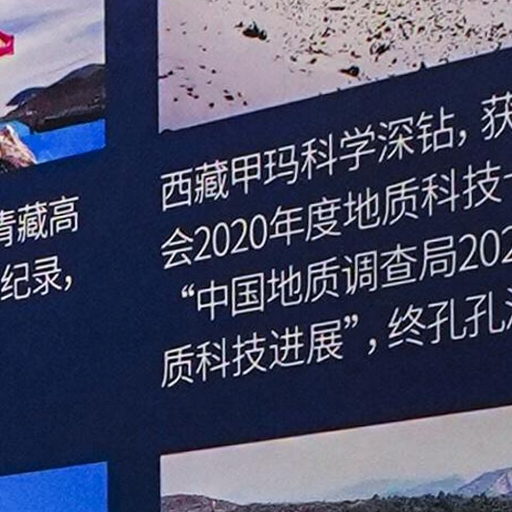 青藏高
纪录，
西藏甲玛科学深钻，获
会2020年度地质科技
“中国地质调查局202
质科技进展”，终孔孔